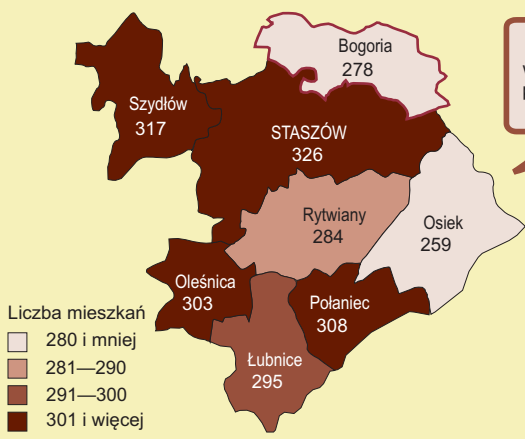 Bogoria
278
Szydłów
317
STASZÓW
326
Rytwiany
284
Osiek
259
Oleśnica
303
Połaniec
308
Łubnice
295
Liczba mieszkań
280 i mniej
281—290
291—300
301 i więcej